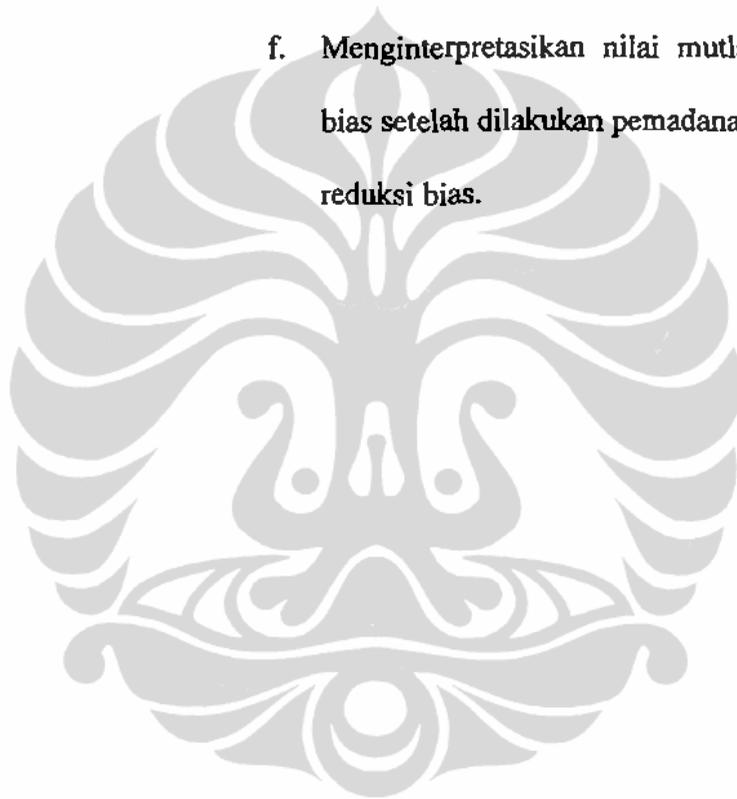 f. Menginterpretasikan nilai
bias setelah dilakukan
reduksi bias.